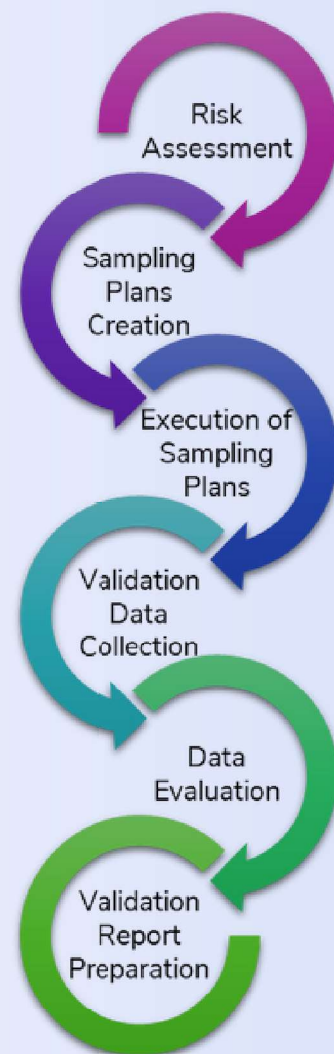 Risk
Assessment
Sampling
Plans
Creation
Execution of
Sampling
Plans
Validation
Data
Collection
Data
Evaluation
Validation
Report
Preparation